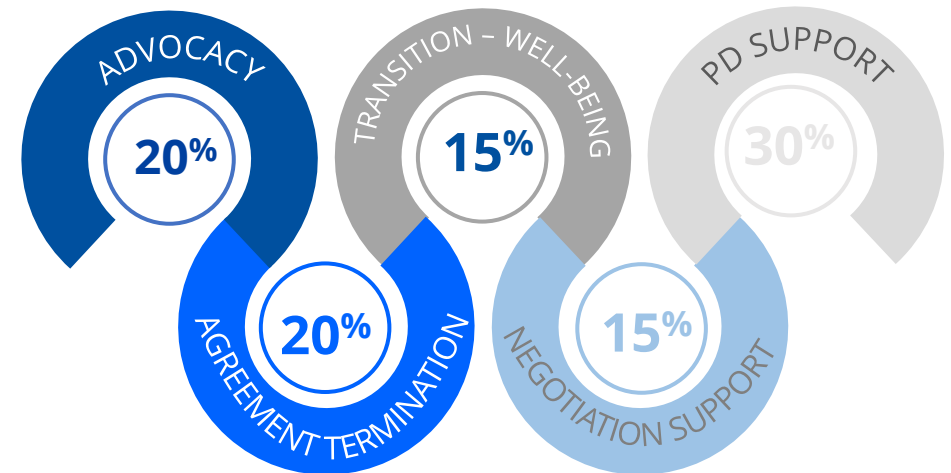 ADVOCACY
20%
AGREEMENT TERMINATION
20%
TRANSITION – WELL-BEING
15%
NEGOTIATION SUPPORT
15%
PD SUPPORT
30%